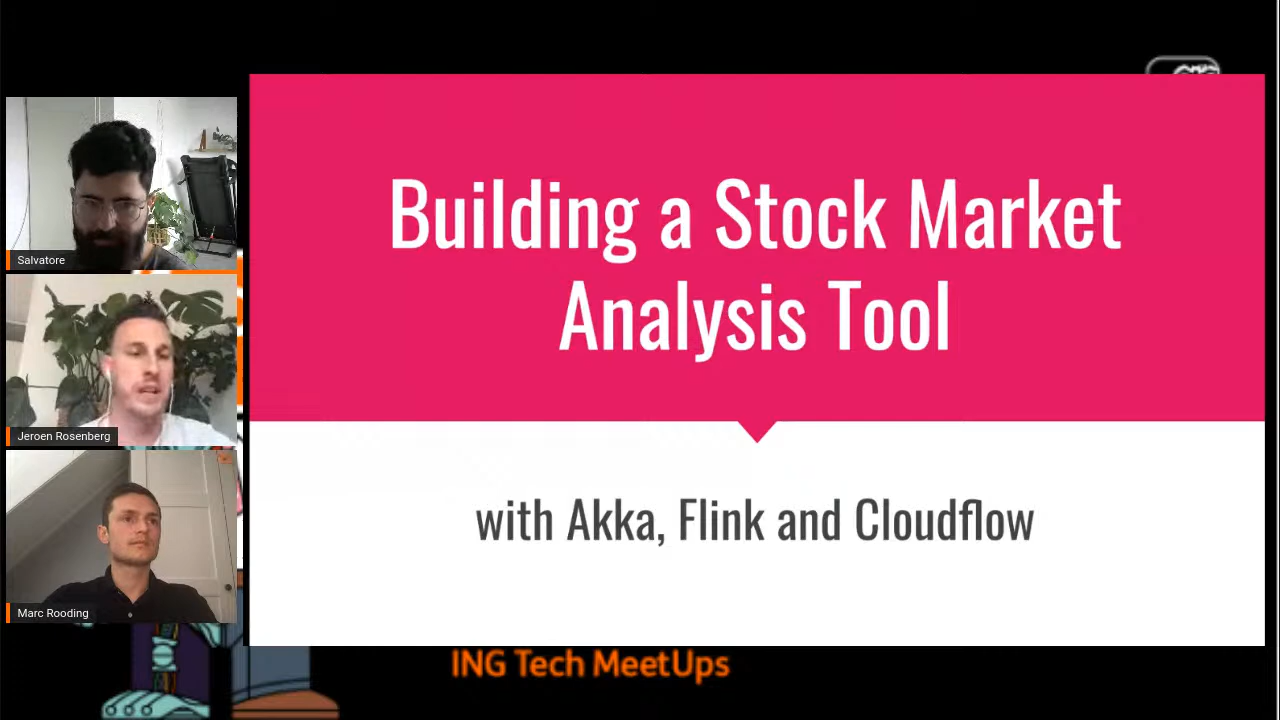 Salvatore
Jeroen Rosenberg
Marc Rooding
Building a Stock Market
Analysis Tool
with Akka, Flink and Cloudflow
ING Tech MeetUps